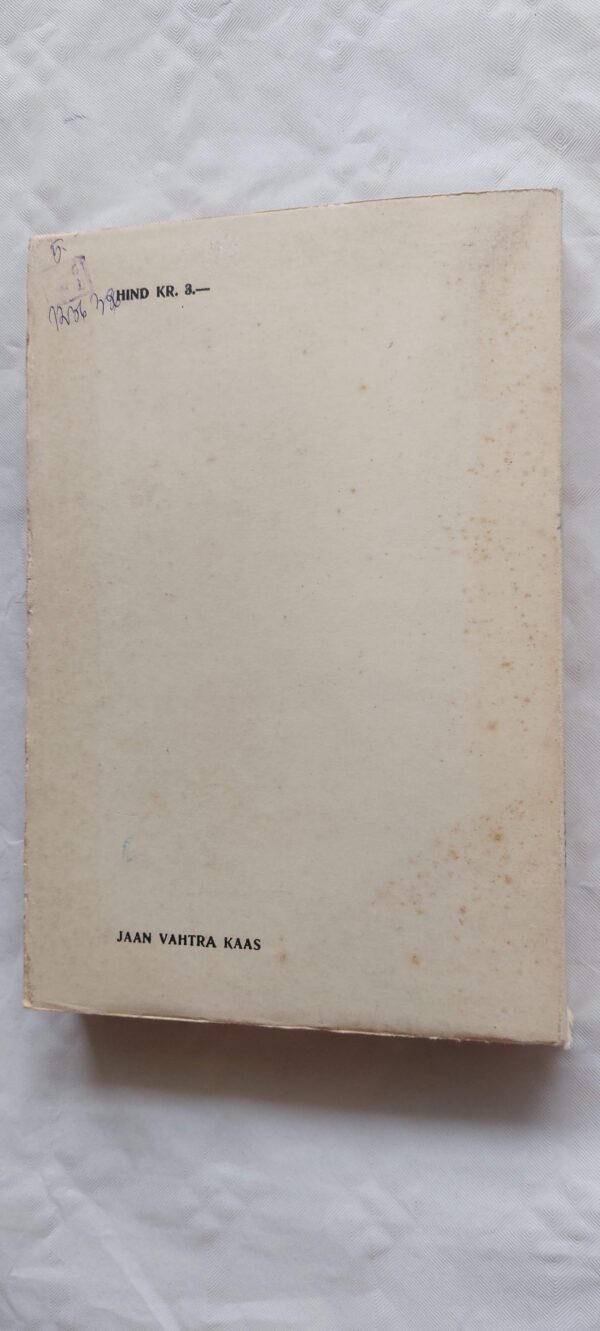 HIND KR. 3.—
JAAN VAHTRA KAAS